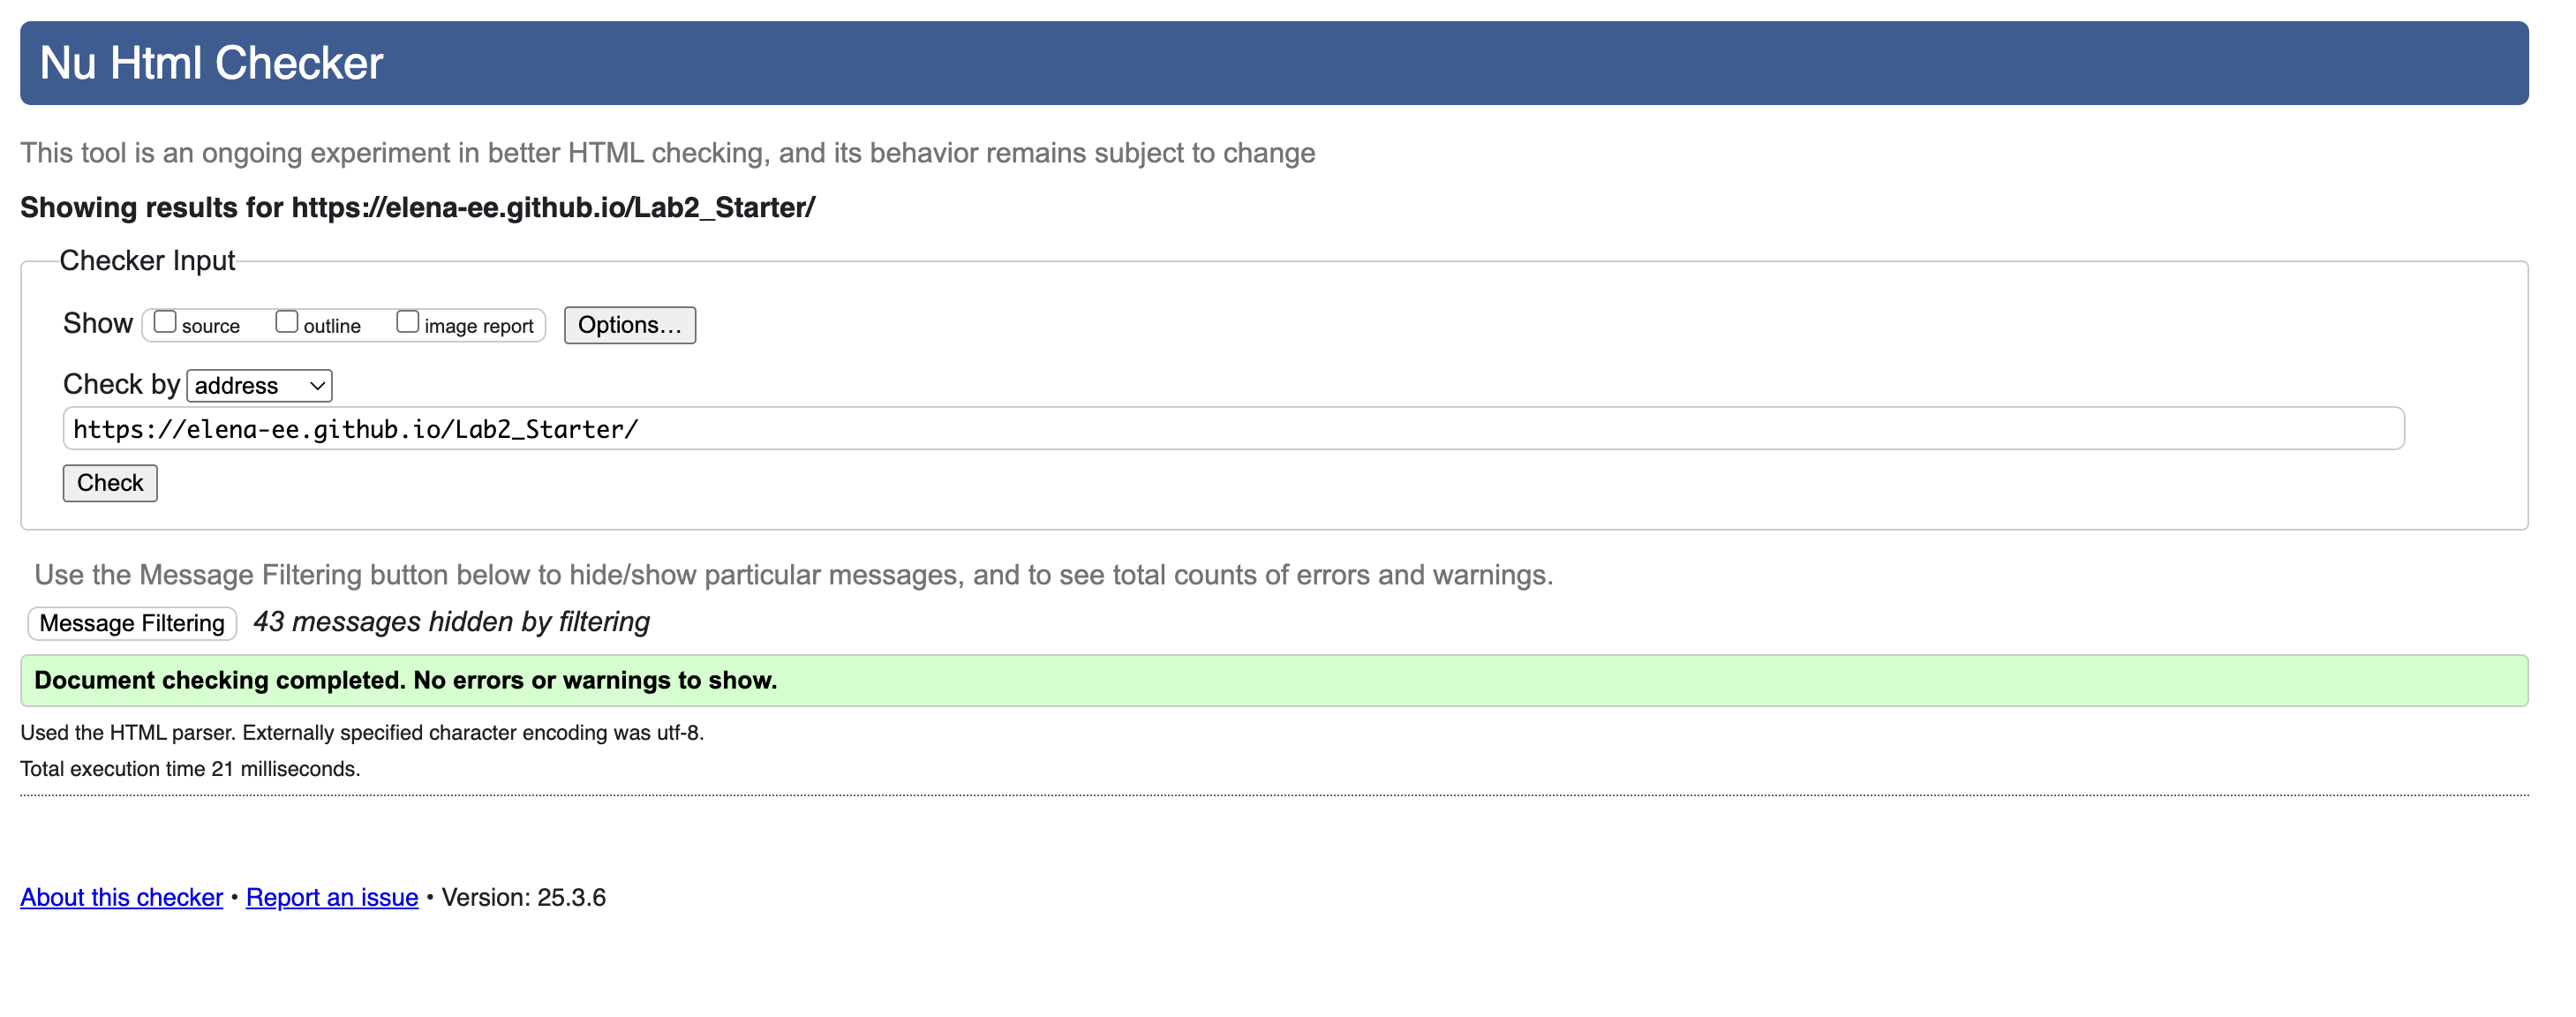 Nu Html Checker
This tool is an ongoing experiment in better HTML checking, and its behavior remains subject to change
Showing results for https://elena-ee.github.io/Lab2_Starter/
Checker Input
Show source outline image report Options…
Check by address
https://elena-ee.github.io/Lab2_Starter/
Check
Use the Message Filtering button below to hide/show particular messages, and to see total counts of errors and warnings.
Message Filtering 43 messages hidden by filtering
Document checking completed. No errors or warnings to show.
Used the HTML parser. Externally specified character encoding was utf-8.
Total execution time 21 milliseconds.
About this checker • Report an issue • Version: 25.3.6